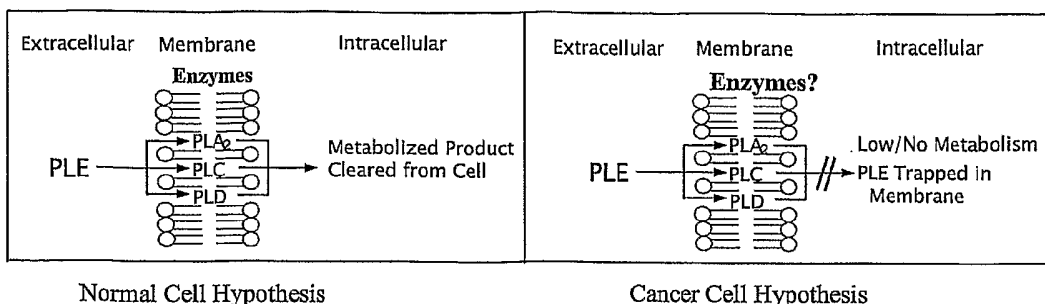 Extracellular Membrane Intracellular
Enzymes
PLA2
PLE PLC PLD
Metabolized Product
Cleared from Cell
Extracellular Membrane Intracellular
Enzymes?
PLA2
PLE PLC PLD
Low/No Metabolism
PLE Trapped in
Membrane
Normal Cell Hypothesis
Cancer Cell Hypothesis